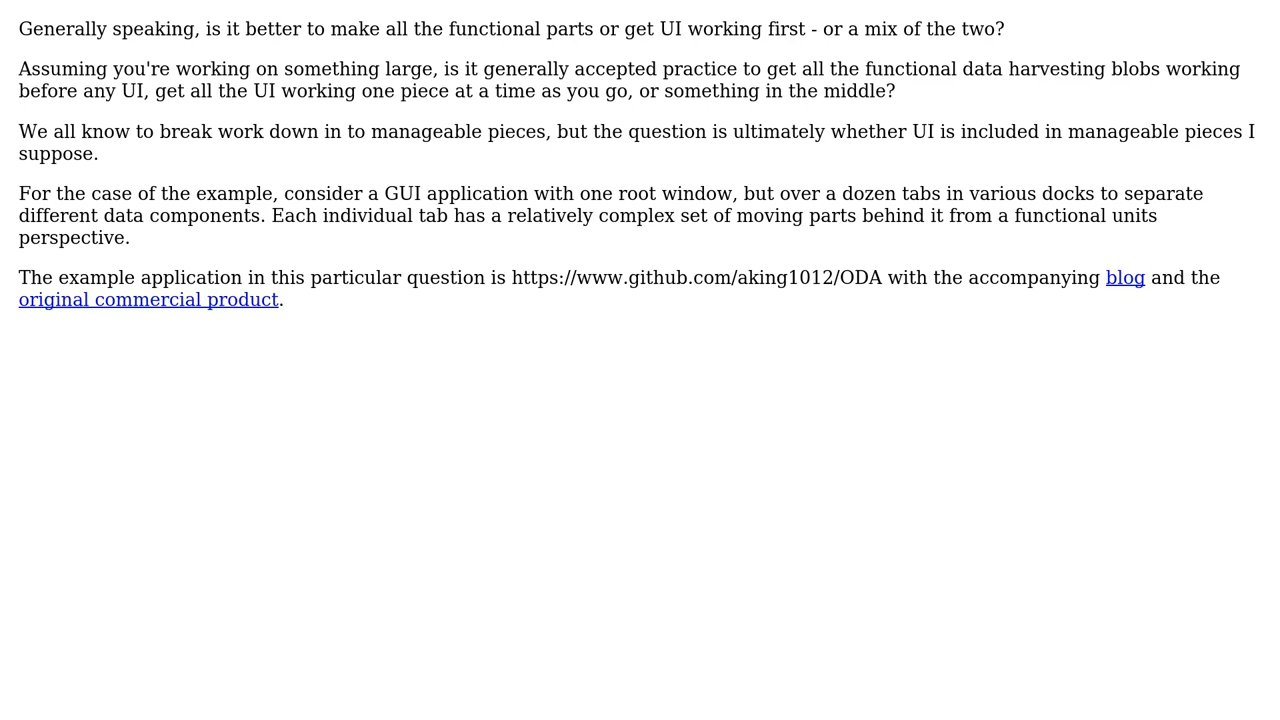 Generally speaking, is it better to make all the functional parts or get UI working first - or a mix of the two?
Assuming you're working on something large, is it generally accepted practice to get all the functional data harvesting blobs working
before any UI, get all the UI working one piece at a time as you go, or something in the middle?
We all know to break work down in to manageable pieces, but the question is ultimately whether UI is included in manageable pieces I
suppose.
For the case of the example, consider a GUI application with one root window, but over a dozen tabs in various docks to separate
different data components. Each individual tab has a relatively complex set of moving parts behind it from a functional units
perspective.
The example application in this particular question is https://www.github.com/aking1012/ODA with the accompanying blog and the
original commercial product.